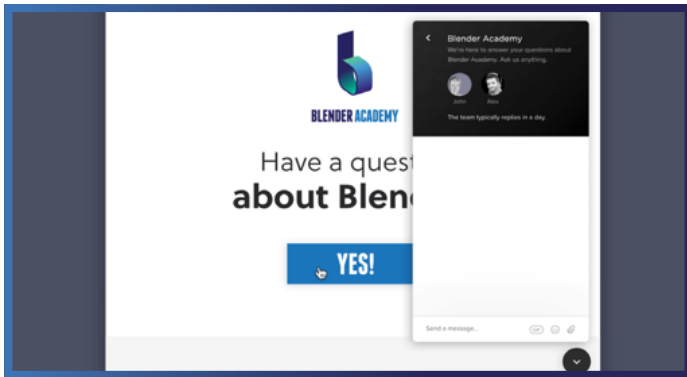 BLENDER ACADEMY
Have a quest
about Blen
YES!
Blender Academy
We're here to answer your questions about
Blender Academy. Ask us anything.
John
Alex
The team typically replies in a day.
Send a message...
GIF